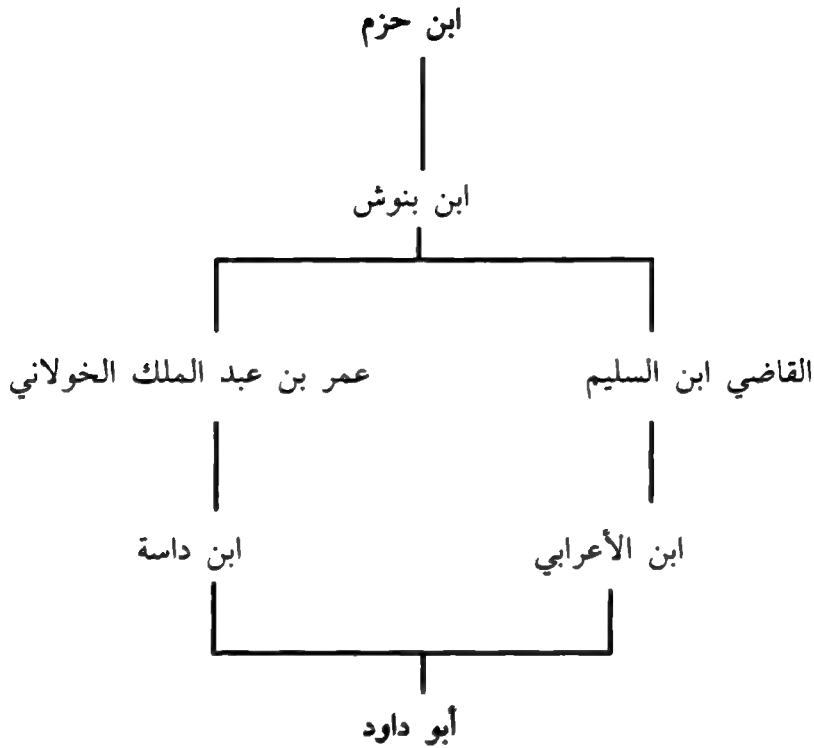 ابن حزم
ابن بنوش
القاضي ابن السليم
عمر بن عبد الملك الخولاني
ابن الأعرابي
ابن داسة
أبو داود